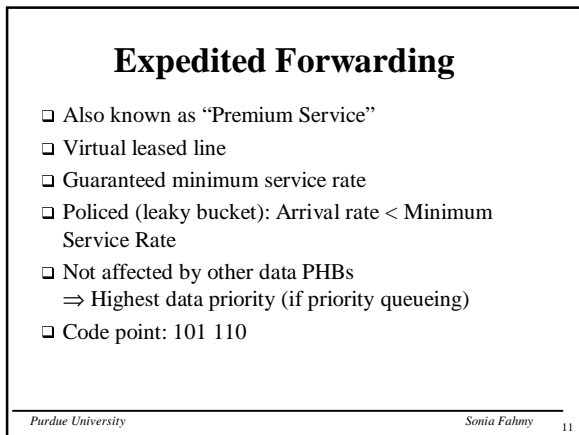 Expedited Forwarding
❑ Also known as “Premium Service”
❑ Virtual leased line
❑ Guaranteed minimum service rate
❑ Policed (leaky bucket): Arrival rate < Minimum
Service Rate
❑ Not affected by other data PHBs
⇒ Highest data priority (if priority queueing)
❑ Code point: 101 110
Purdue University Sonia Fahmy 11